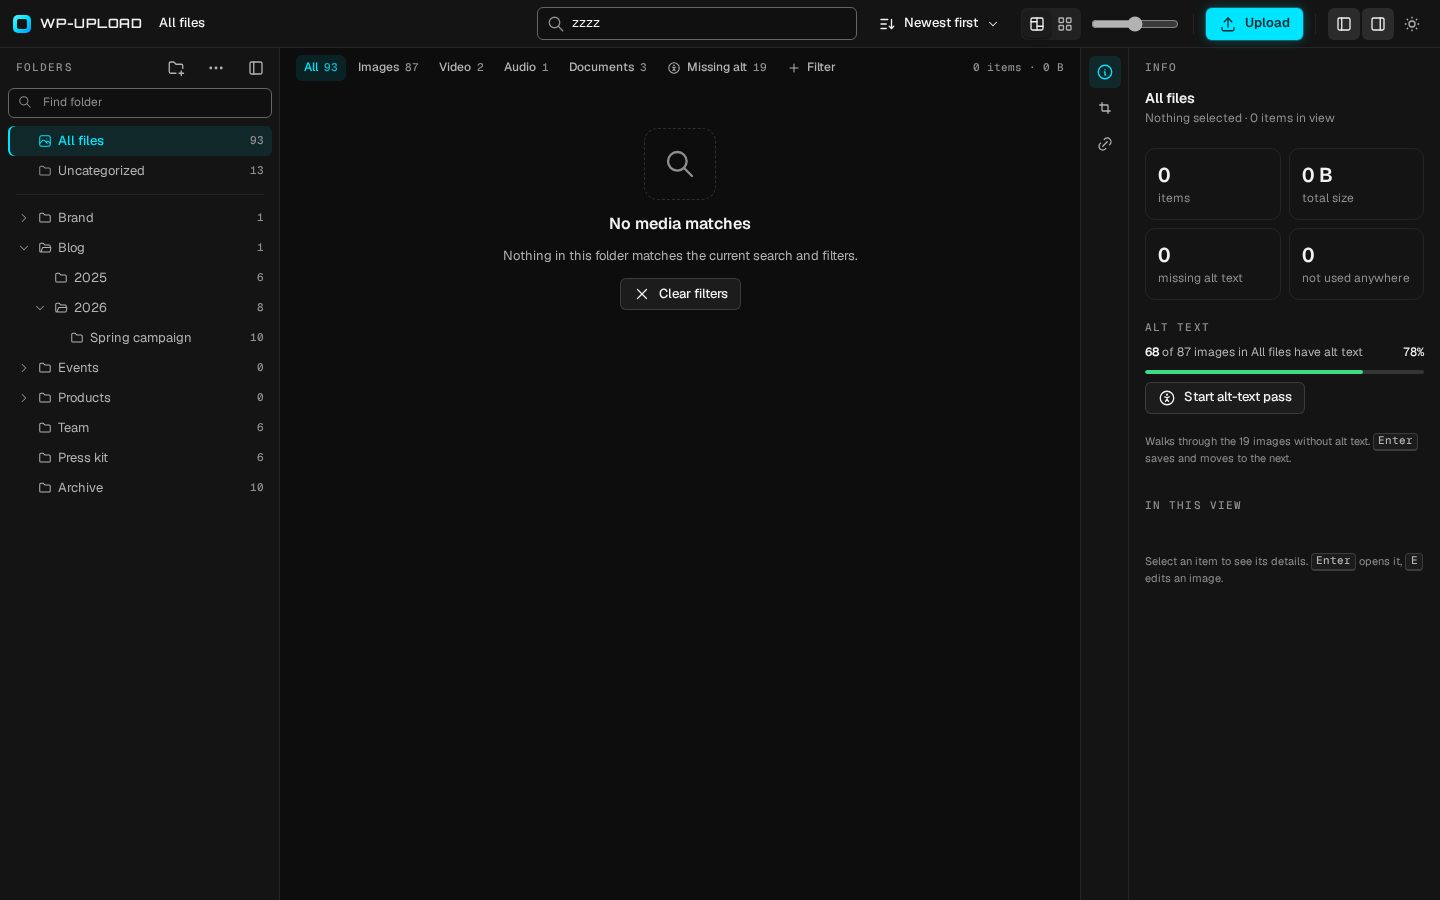 WP-UPLOAD
All files
zzzz
Newest first
Upload
FOLDERS
Find folder
All files 93
Uncategorized 13
Brand 1
Blog 1
2025 6
2026 8
Spring campaign 10
Events 0
Products 0
Team 6
Press kit 6
Archive 10
All 93 Images 87 Video 2 Audio 1 Documents 3 Missing alt 19 Filter 0 items · 0 B
No media matches
Nothing in this folder matches the current search and filters.
Clear filters
INFO
All files
Nothing selected · 0 items in view
0
items
0 B
total size
0
missing alt text
0
not used anywhere
ALT TEXT
68 of 87 images in All files have alt text 78%
Start alt-text pass
Walks through the 19 images without alt text. Enter
saves and moves to the next.
IN THIS VIEW
Select an item to see its details. Enter opens it, E
edits an image.